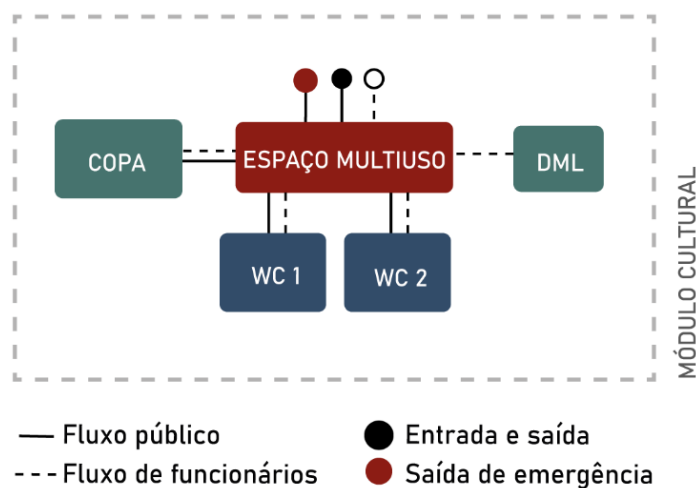 COPA
ESPAÇO MULTIUSO
DML
WC 1
WC 2
MÓDULO CULTURAL
Fluxo público
Entrada e saída
Fluxo de funcionários
Saída de emergência